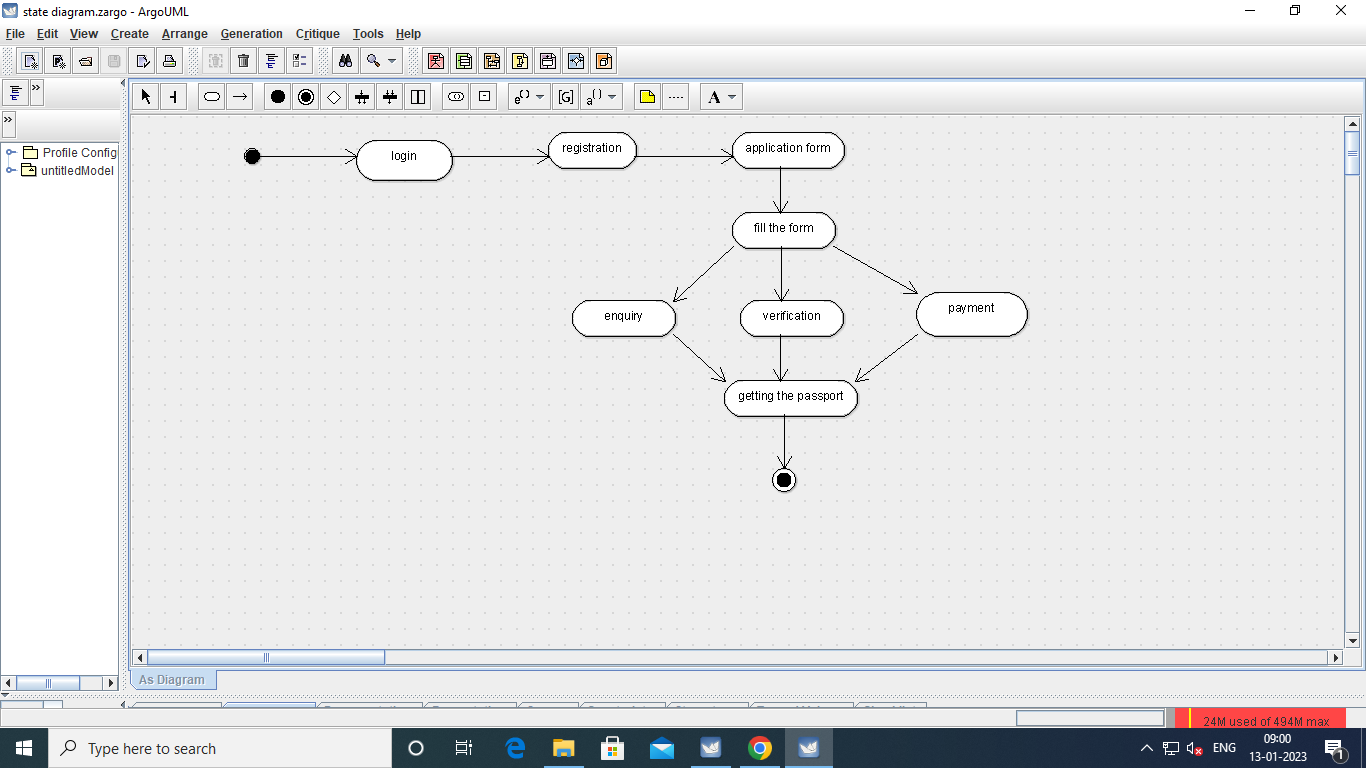 state diagram.zargo - ArgoUML
File Edit View Create Arrange Generation Critique Tools Help
Profile Config
untitledModel
login
registration
application form
fill the form
enquiry
verification
payment
getting the passport
As Diagram
24M used of 494M max
Type here to search
ENG
09:00
13-01-2023
1